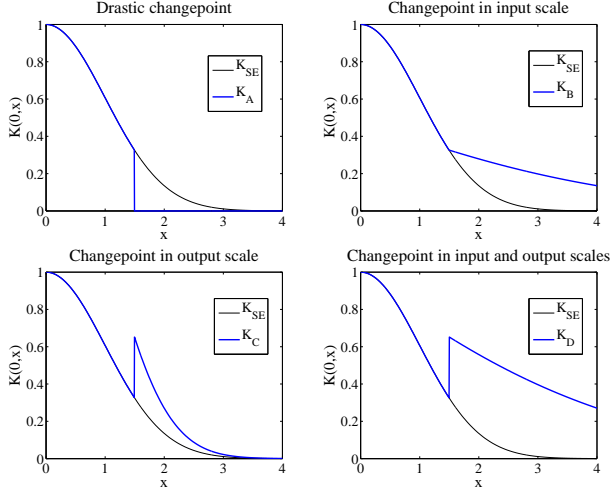 Drastic changepoint
K(0,x)
1
0.8
0.6
0.4
0.2
0
0
1
2
3
4
x
K_SE
K_A
Changepoint in input scale
K(0,x)
1
0.8
0.6
0.4
0.2
0
0
1
2
3
4
x
K_SE
K_B
Changepoint in output scale
K(0,x)
1
0.8
0.6
0.4
0.2
0
0
1
2
3
4
x
K_SE
K_C
Changepoint in input and output scales
K(0,x)
1
0.8
0.6
0.4
0.2
0
0
1
2
3
4
x
K_SE
K_D